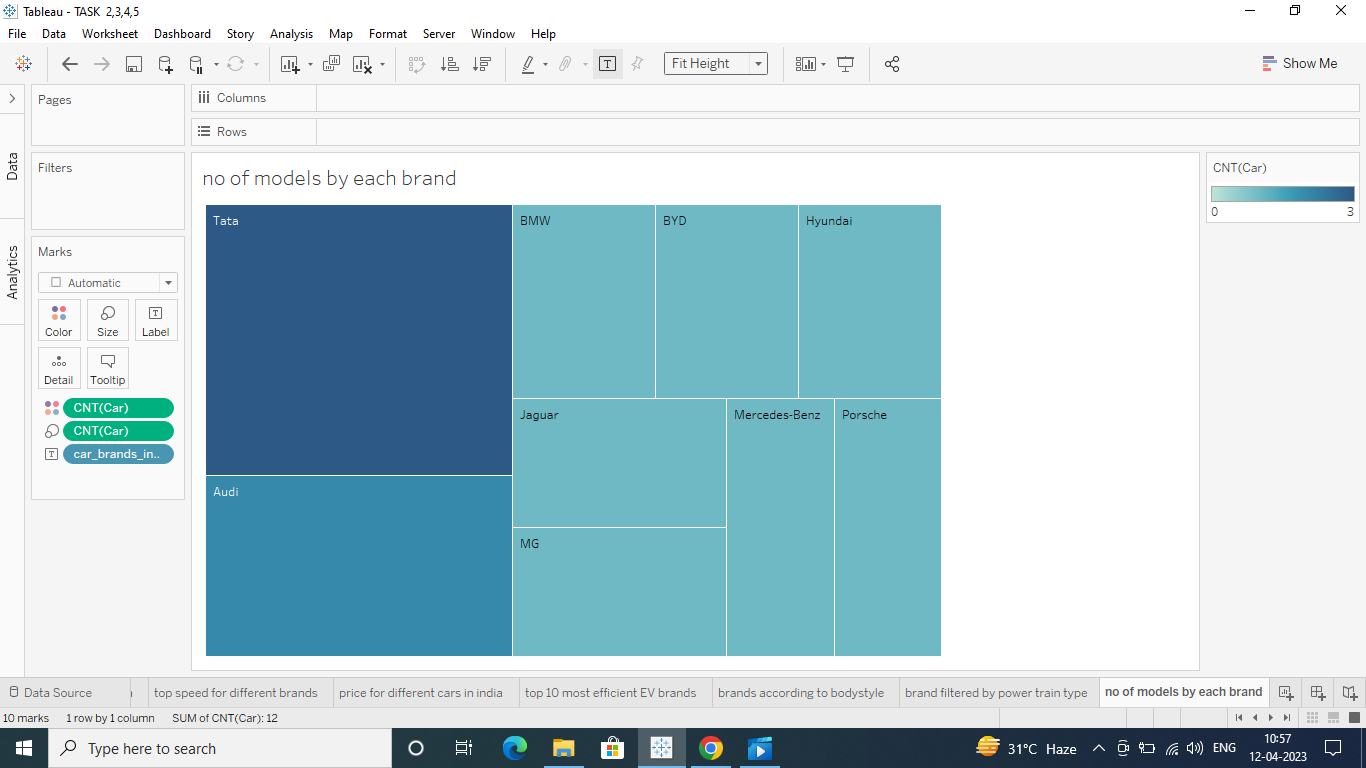 Tableau - TASK 2,3,4,5
File Data Worksheet Dashboard Story Analysis Map Format Server Window Help
Fit Height
Show Me
Pages
Columns
Rows
Data
Analytics
Filters
Marks
Automatic
Color Size Label
Detail Tooltip
CNT(Car)
CNT(Car)
car_brands_in..
no of models by each brand
Tata
BMW
BYD
Hyundai
Audi
Jaguar
Mercedes-Benz
Porsche
MG
CNT(Car)
0 3
Data Source top speed for different brands price for different cars in india top 10 most efficient EV brands brands according to bodystyle brand filtered by power train type no of models by each brand
10 marks 1 row by 1 column SUM of CNT(Car): 12
Type here to search
31°C Haze
ENG
10:57
12-04-2023